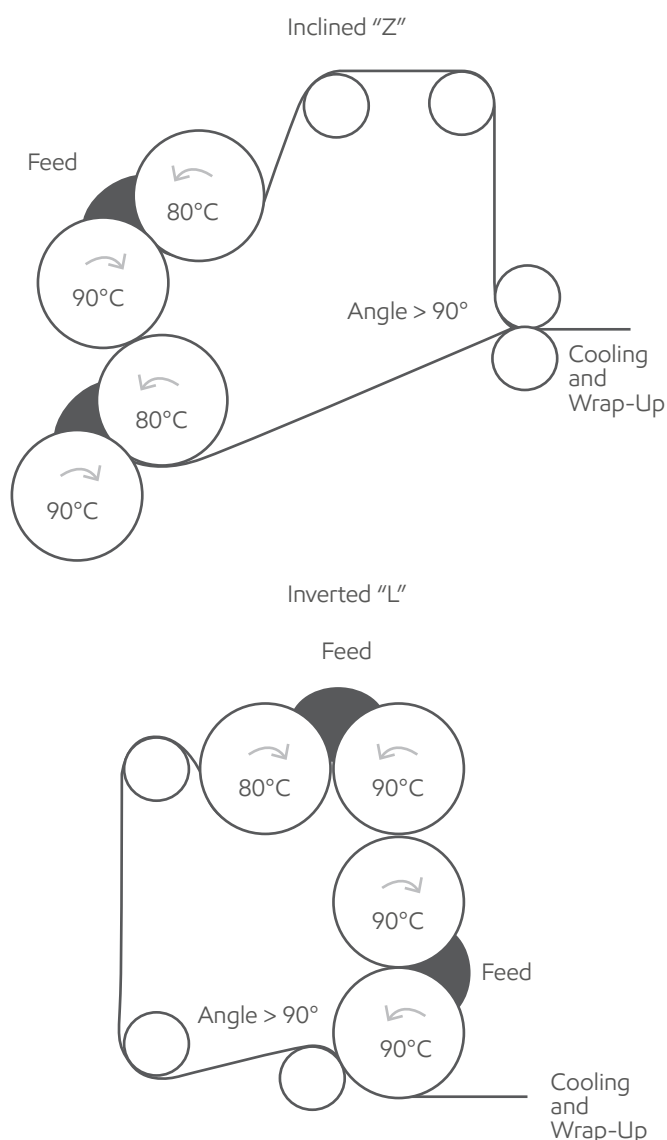 Inclined “Z”
Feed
80°C
90°C
Angle > 90°
80°C
Cooling
and
Wrap-Up
90°C
Inverted “L”
Feed
80°C
90°C
90°C
Feed
Angle > 90°
90°C
Cooling
and
Wrap-Up